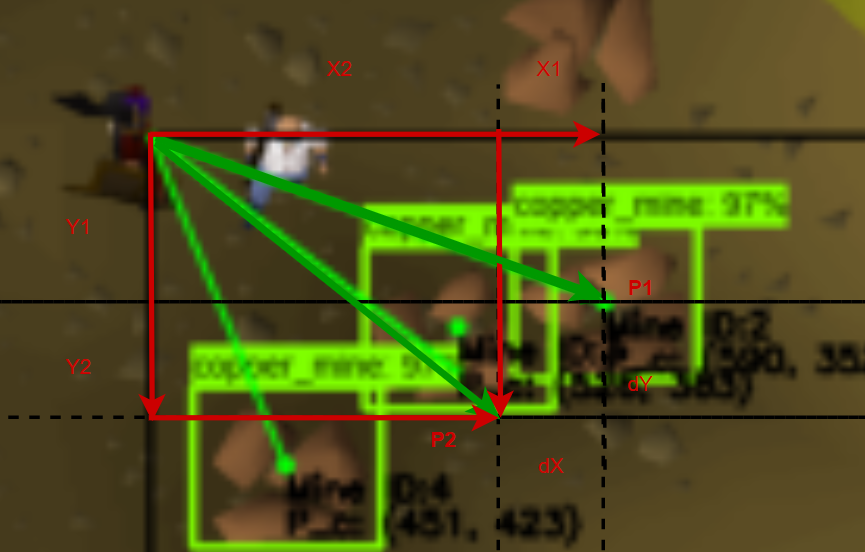 X2 X1
copper_mine: 97%
Y1
P1
Mine ID:2
copper_mine: 9
Y2
dY
P2
dX
Mine ID:4
P_c: (451, 423)